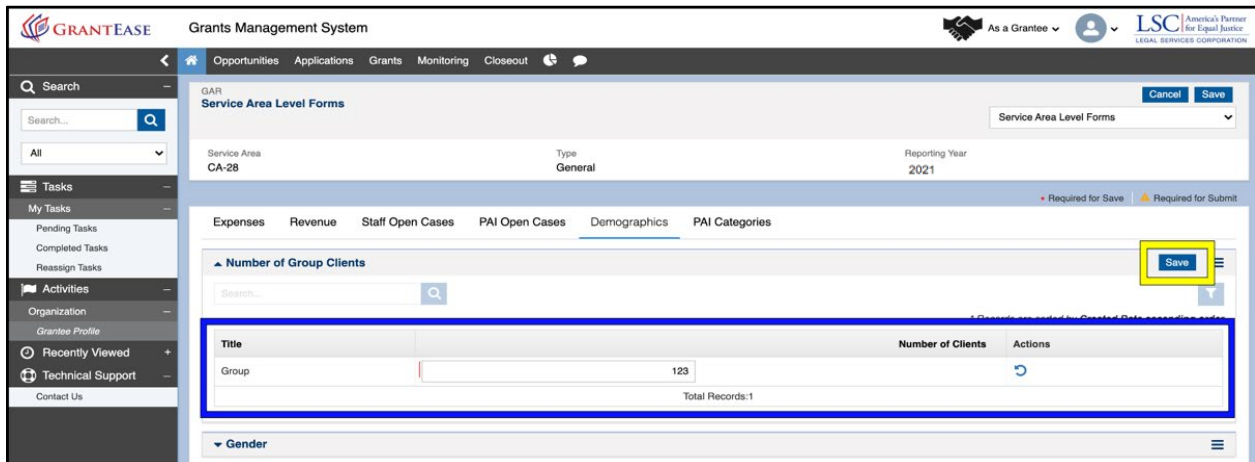 GRANTEASE
Grants Management System
As a Grantee
LSC America's Partner for Equal Justice
LEGAL SERVICES CORPORATION
Opportunities Applications Grants Monitoring Closeout
Search
Search...
All
Tasks
My Tasks
Pending Tasks
Completed Tasks
Reassign Tasks
Activities
Organization
Grantee Profile
Recently Viewed
Technical Support
Contact Us
GAR
Service Area Level Forms
Cancel Save
Service Area Level Forms
Service Area Type Reporting Year
CA-28 General 2021
Required for Save Required for Submit
Expenses Revenue Staff Open Cases PAI Open Cases Demographics PAI Categories
Number of Group Clients
Save
Search...
Title Number of Clients Actions
Group 123
Total Records:1
Gender